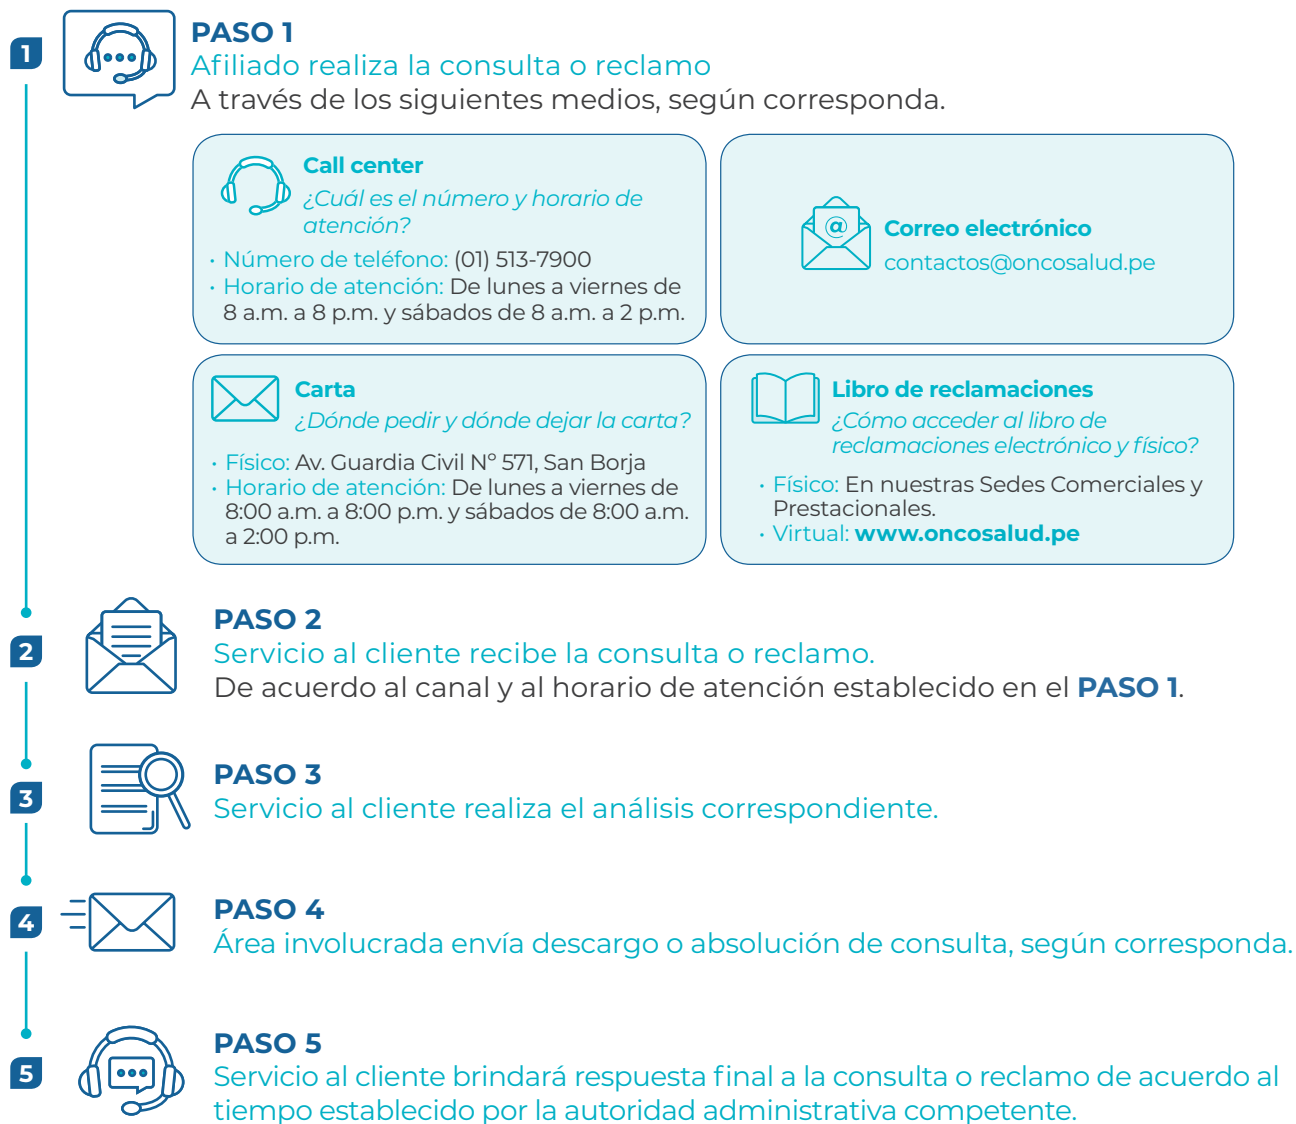 1
PASO 1
Afiliado realiza la consulta o reclamo
A través de los siguientes medios, según corresponda.
Call center
¿Cuál es el número y horario de
atención?
· Número de teléfono: (01) 513-7900
· Horario de atención: De lunes a viernes de
8 a.m. a 8 p.m. y sábados de 8 a.m. a 2 p.m.
@
Correo electrónico
contactos@oncosalud.pe
Carta
¿Dónde pedir y dónde dejar la carta?
· Físico: Av. Guardia Civil Nº 571, San Borja
· Horario de atención: De lunes a viernes de
8:00 a.m. a 8:00 p.m. y sábados de 8:00 a.m.
a 2:00 p.m.
Libro de reclamaciones
¿Cómo acceder al libro de
reclamaciones electrónico y físico?
· Físico: En nuestras Sedes Comerciales y
Prestacionales.
· Virtual: www.oncosalud.pe
2
PASO 2
Servicio al cliente recibe la consulta o reclamo.
De acuerdo al canal y al horario de atención establecido en el PASO 1.
3
PASO 3
Servicio al cliente realiza el análisis correspondiente.
4
PASO 4
Área involucrada envía descargo o absolución de consulta, según corresponda.
5
PASO 5
Servicio al cliente brindará respuesta final a la consulta o reclamo de acuerdo al
tiempo establecido por la autoridad administrativa competente.